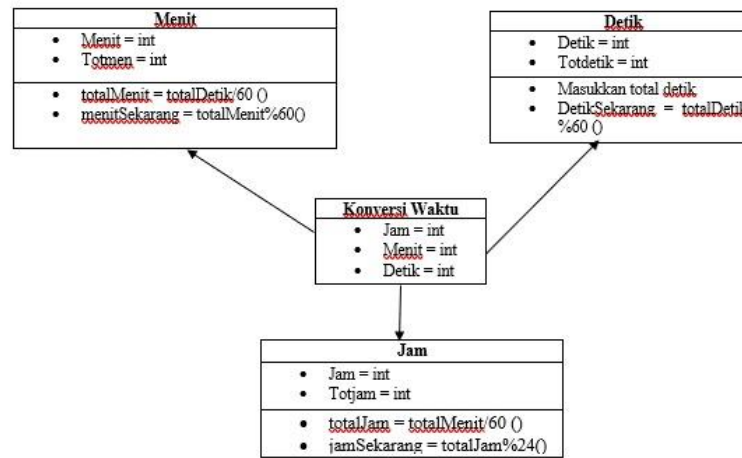 Menit
• Menit = int
• Totmen = int
• totalMenit = totalDetik/60 ()
• menitSekarang = totalMenit%60()
Detik
• Detik = int
• Totdetik = int
• Masukkan total detik
• DetikSekarang = totalDetik
%60 ()
Konversi Waktu
• Jam = int
• Menit = int
• Detik = int
Jam
• Jam = int
• Totjam = int
• totalJam = totalMenit/60 ()
• jamSekarang = totalJam%24()